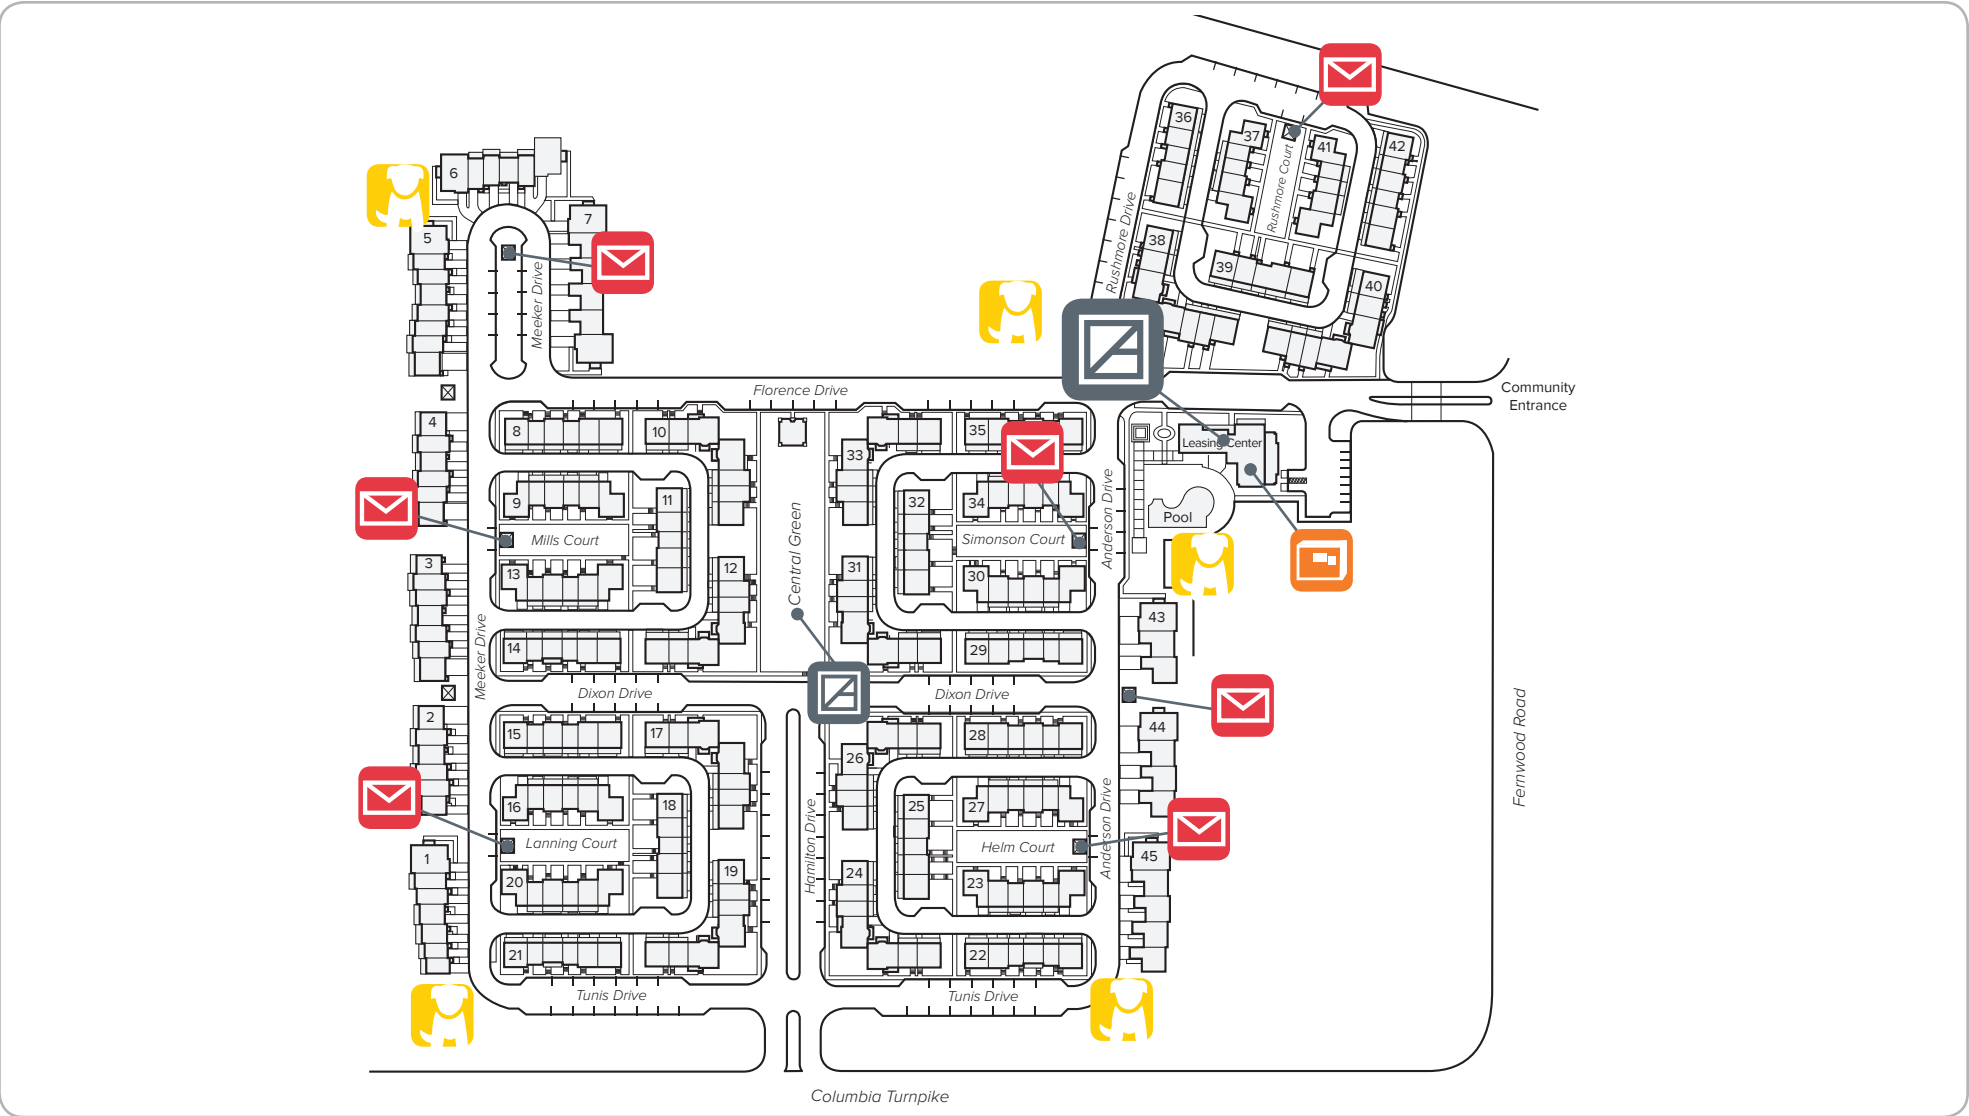 36
37
Rushmore Court
41
42
6
7
5
Meeker Drive
Rushmore Drive
38
39
40
Florence Drive
Community
Entrance
4
8
10
35
33
Leasing Center
9
11
32
34
Pool
Mills Court
Central Green
Simonson Court
Anderson Drive
3
13
12
31
30
43
Meeker Drive
14
29
Dixon Drive
Dixon Drive
2
15
17
28
44
26
Fernwood Road
16
18
25
27
Lanning Court
Hamilton Drive
Helm Court
Anderson Drive
1
45
20
19
24
23
21
22
Tunis Drive
Tunis Drive
Columbia Turnpike